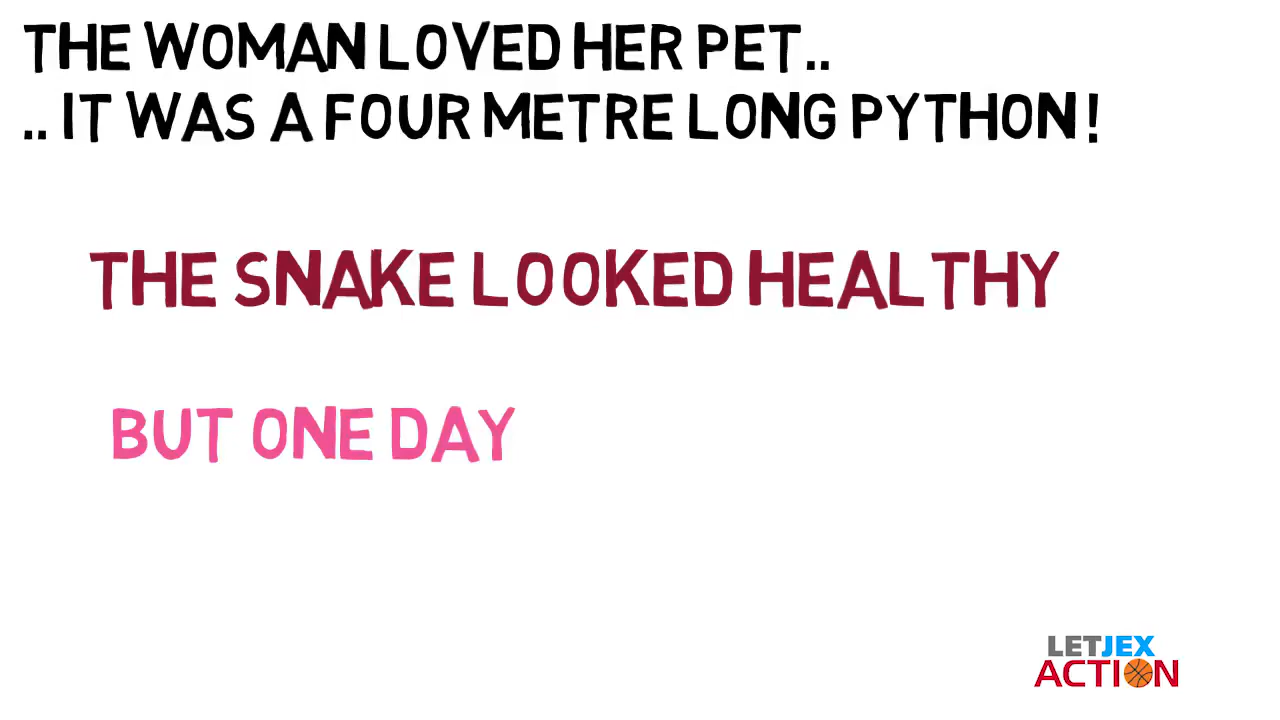 THE WOMAN LOVED HER PET..
.. IT WAS A FOUR METRE LONG PYTHON!
THE SNAKE LOOKED HEALTHY
BUT ONE DAY
LETJEX
ACTION